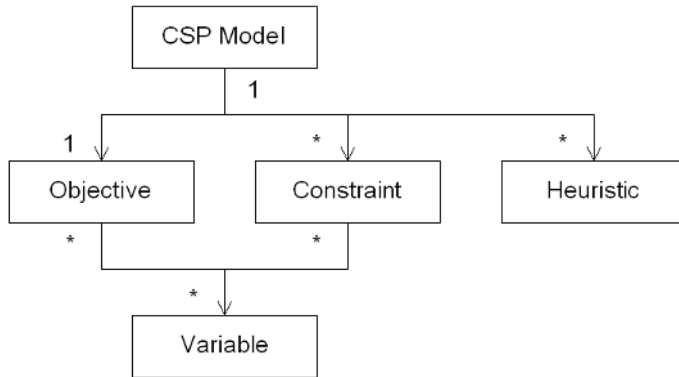 CSP Model
1
1
*
*
Objective
Constraint
Heuristic
*
*
*
Variable